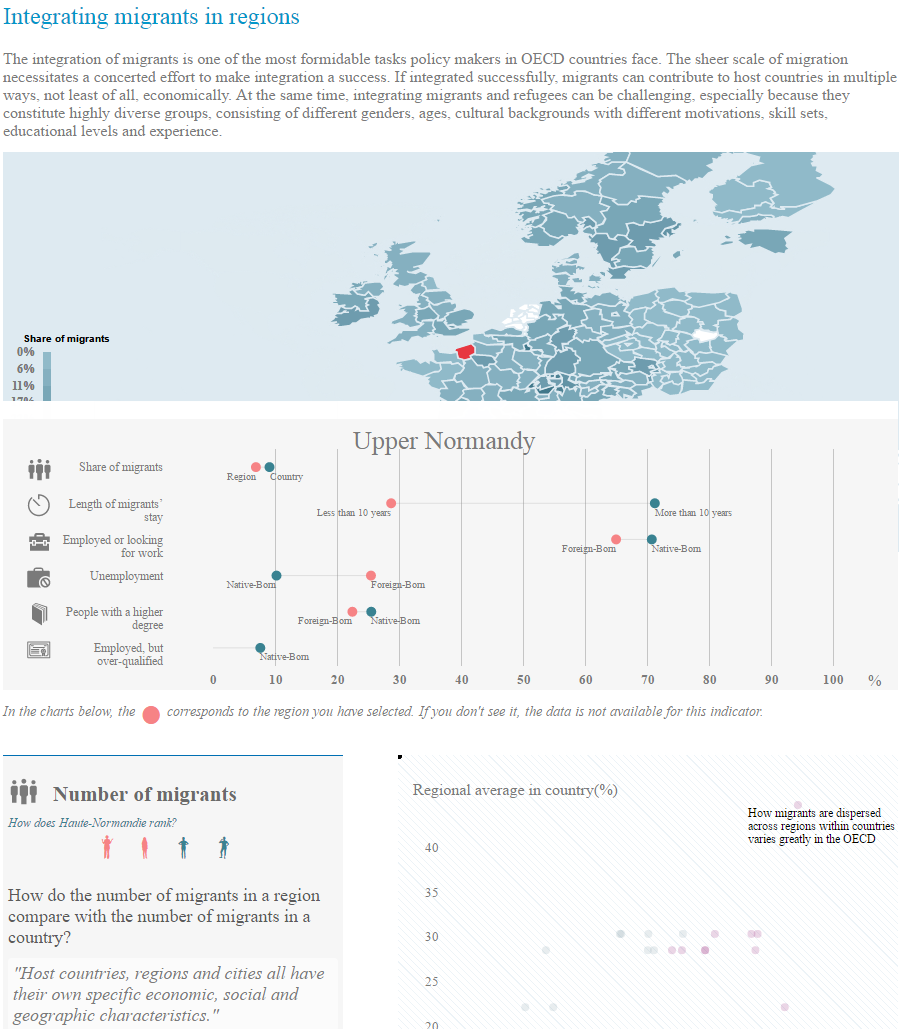 Integrating migrants in regions
The integration of migrants is one of the most formidable tasks policy makers in OECD countries face. The sheer scale of migration
necessitates a concerted effort to make integration a success. If integrated successfully, migrants can contribute to host countries in multiple
ways, not least of all, economically. At the same time, integrating migrants and refugees can be challenging, especially because they
constitute highly diverse groups, consisting of different genders, ages, cultural backgrounds with different motivations, skill sets,
educational levels and experience.
Share of migrants
0%
6%
11%
17%
Upper Normandy
Share of migrants
Region
Country
Length of migrants'
stay
Less than 10 years
More than 10 years
Employed or looking
for work
Foreign-Born
Native-Born
Unemployment
Native-Born
Foreign-Born
People with a higher
degree
Foreign-Born
Native-Born
Employed, but
over-qualified
Native-Born
0 10 20 30 40 50 60 70 80 90 100 %
In the charts below, the corresponds to the region you have selected. If you don't see it, the data is not available for this indicator.
Number of migrants
How does Haute-Normandie rank?
How do the number of migrants in a region
compare with the number of migrants in a
country?
"Host countries, regions and cities all have
their own specific economic, social and
geographic characteristics."
Regional average in country(%)
How migrants are dispersed
across regions within countries
varies greatly in the OECD
40
35
30
25
20